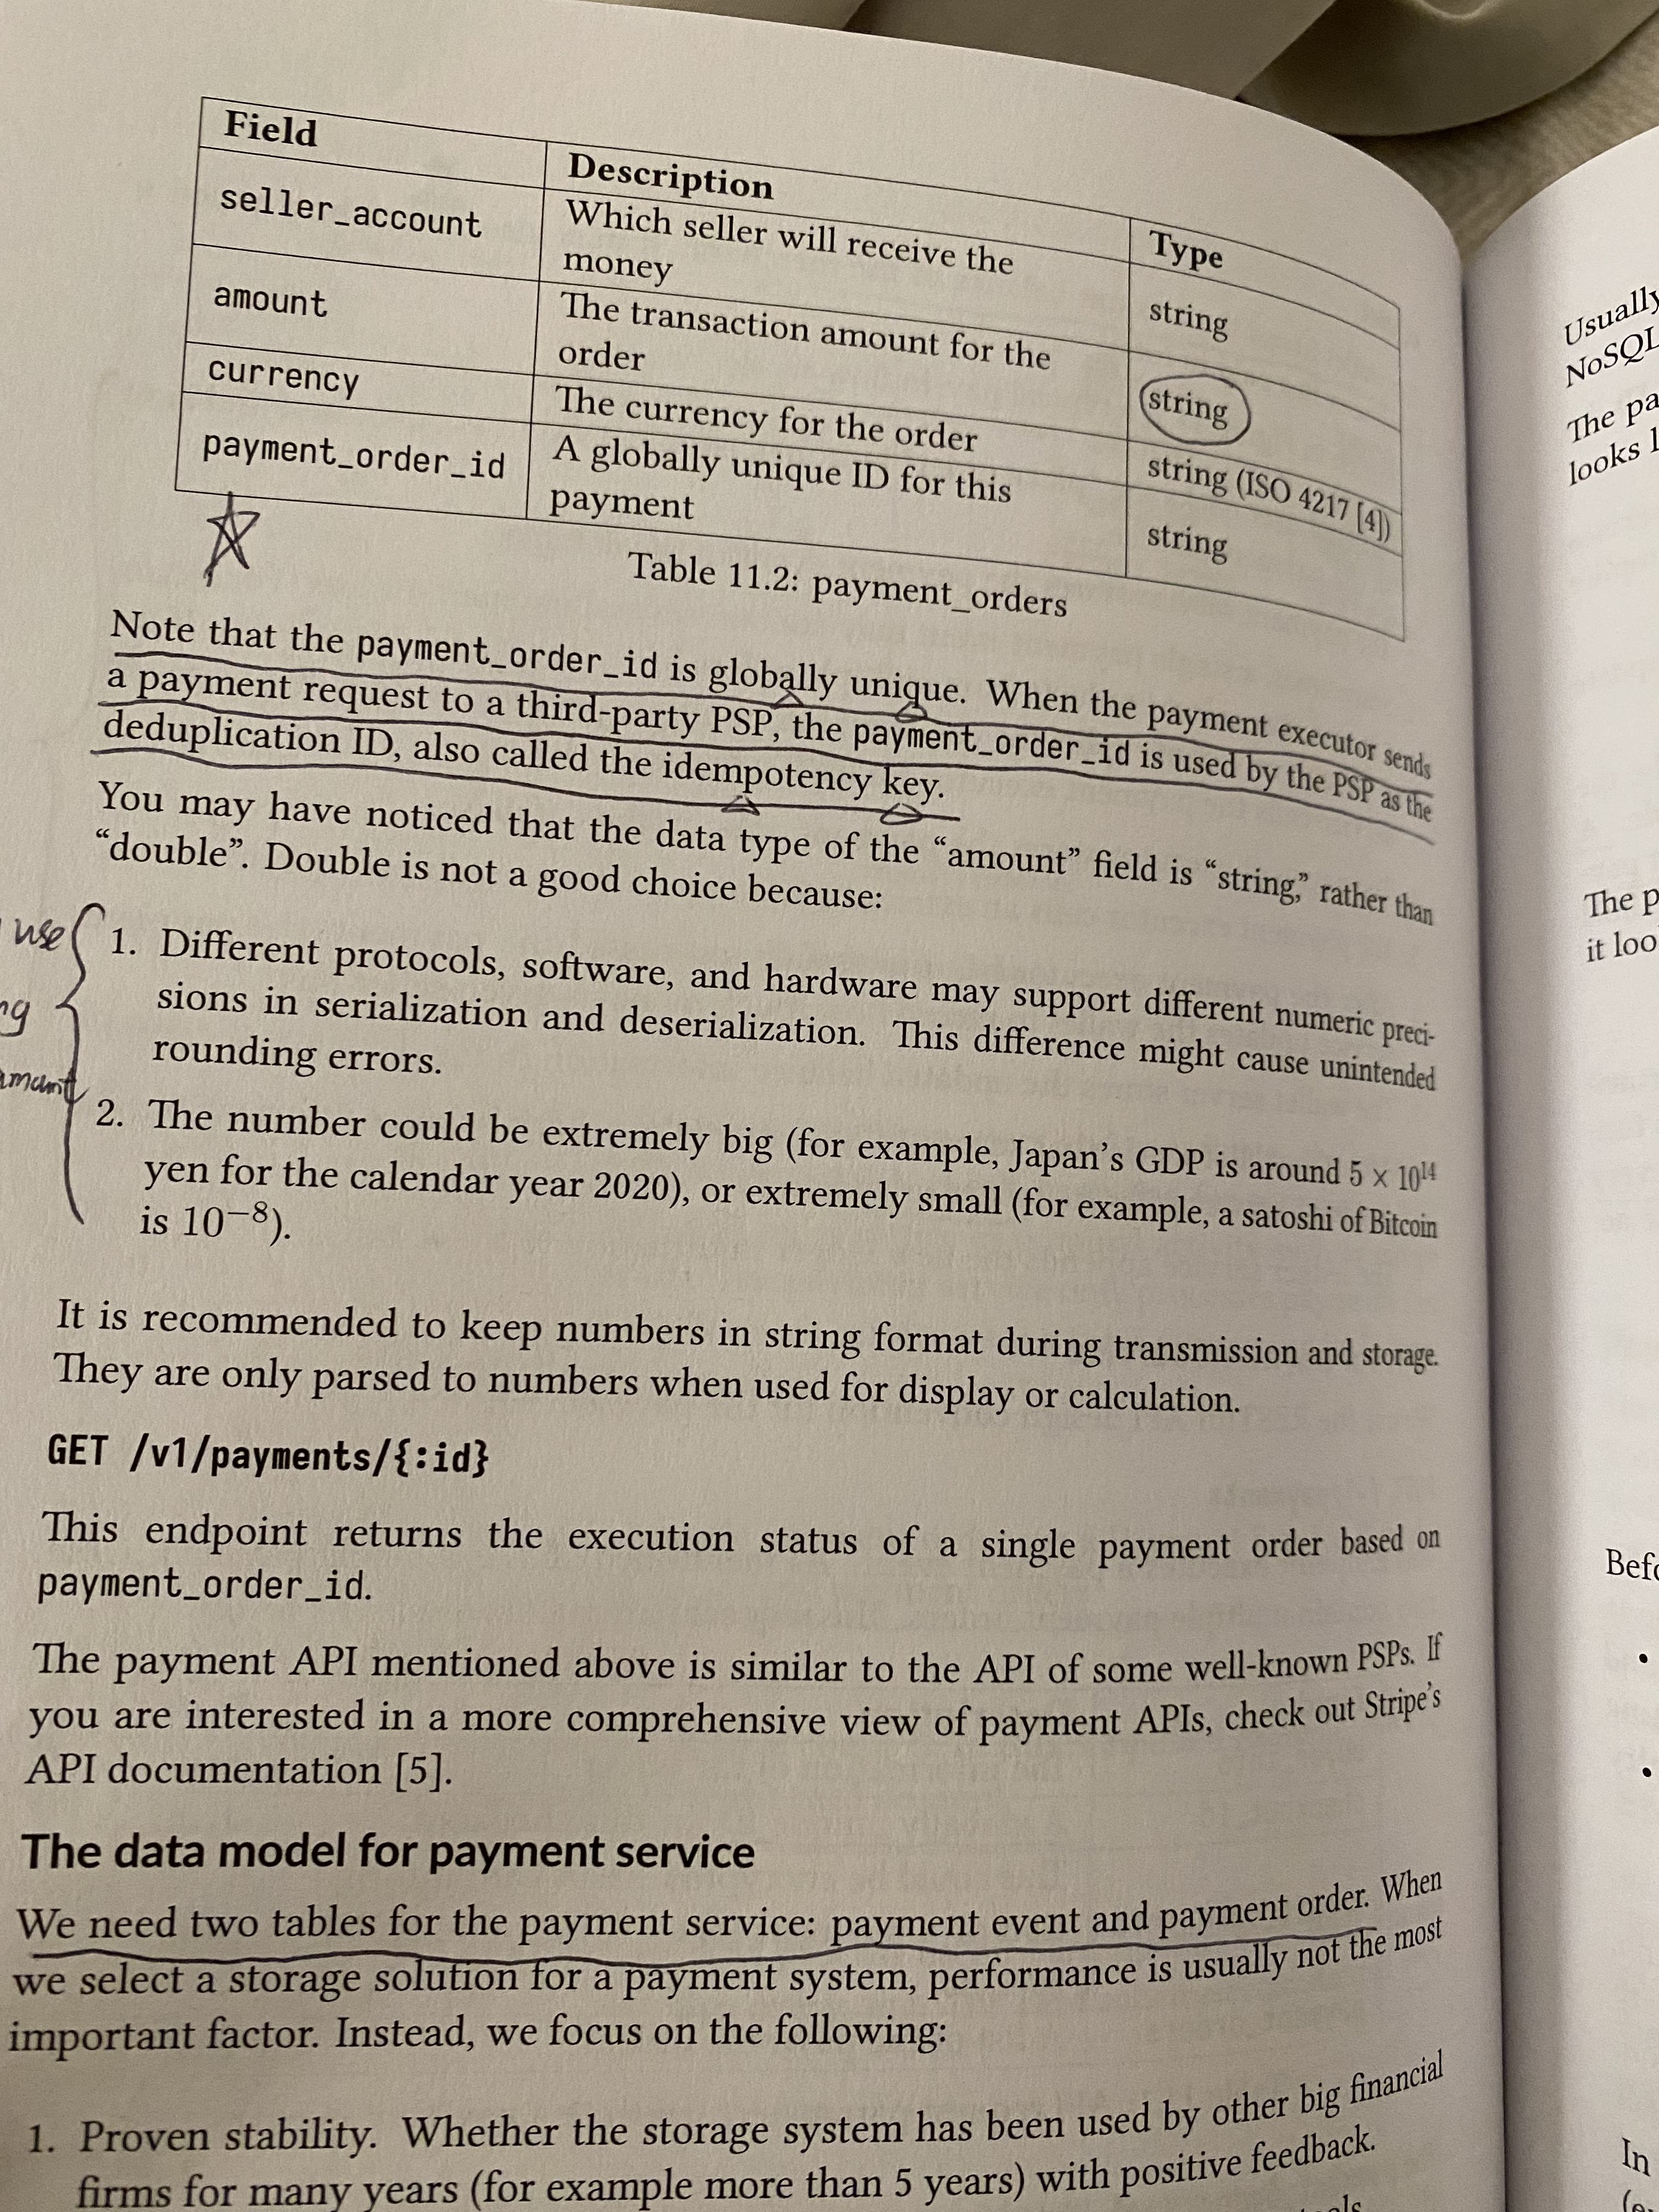 Field Description Type
seller_account Which seller will receive the money string
amount The transaction amount for the order string
currency The currency for the order string (ISO 4217 [4])
payment_order_id A globally unique ID for this payment string
Table 11.2: payment_orders
Note that the payment_order_id is globally unique. When the payment executor sends
a payment request to a third-party PSP, the payment_order_id is used by the PSP as the
deduplication ID, also called the idempotency key.
You may have noticed that the data type of the “amount” field is “string,” rather than
“double”. Double is not a good choice because:
use
1. Different protocols, software, and hardware may support different numeric preci-
sions in serialization and deserialization. This difference might cause unintended
rounding errors.
2. The number could be extremely big (for example, Japan’s GDP is around 5 × 10¹⁴
yen for the calendar year 2020), or extremely small (for example, a satoshi of Bitcoin
is 10⁻⁸).
It is recommended to keep numbers in string format during transmission and storage.
They are only parsed to numbers when used for display or calculation.
GET /v1/payments/{:id}
This endpoint returns the execution status of a single payment order based on
payment_order_id.
The payment API mentioned above is similar to the API of some well-known PSPs. If
you are interested in a more comprehensive view of payment APIs, check out Stripe’s
API documentation [5].
The data model for payment service
We need two tables for the payment service: payment event and payment order. When
we select a storage solution for a payment system, performance is usually not the most
important factor. Instead, we focus on the following:
1. Proven stability. Whether the storage system has been used by other big financial
firms for many years (for example more than 5 years) with positive feedback.
Usually
NoSQL
The pa
looks l
The p
it loo
Befo
In